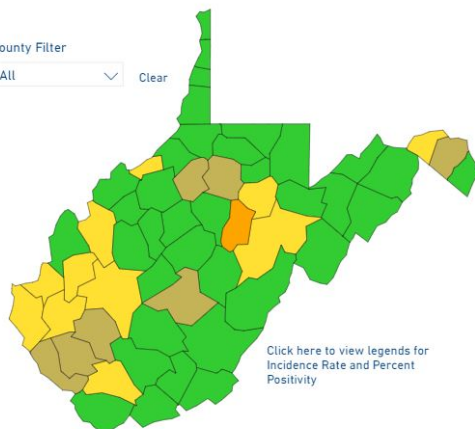 ounty Filter
All
Clear
Click here to view legends for
Incidence Rate and Percent
Positivity